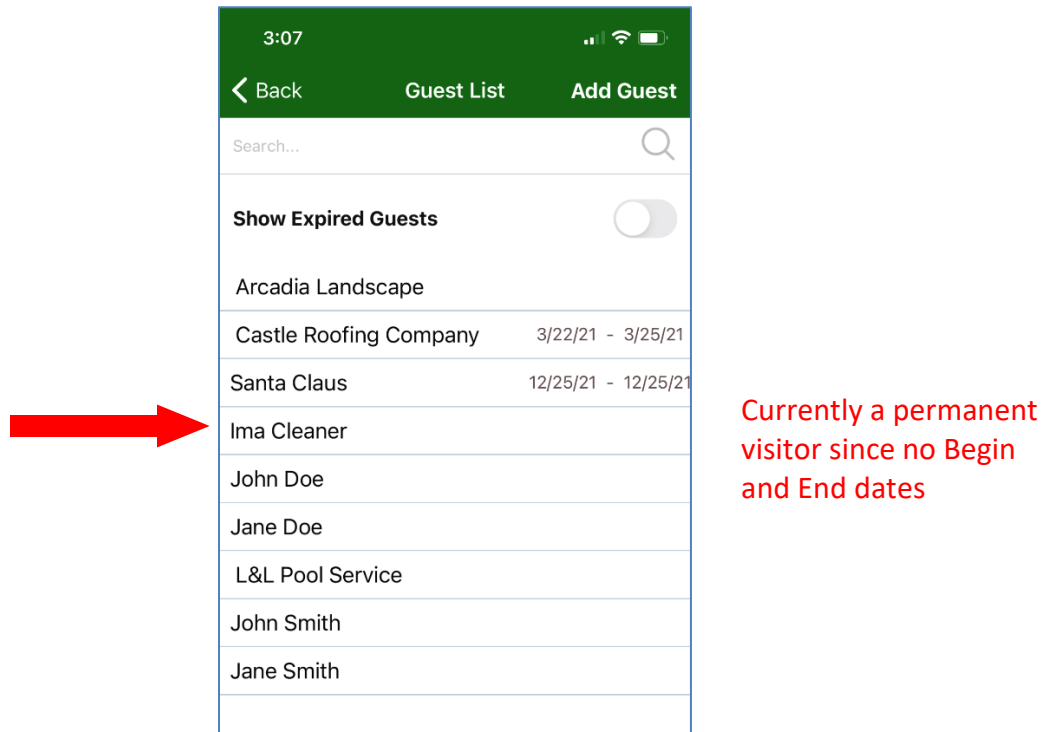 3:07
Back Guest List Add Guest
Search...
Show Expired Guests
Arcadia Landscape
Castle Roofing Company 3/22/21 - 3/25/21
Santa Claus 12/25/21 - 12/25/21
Ima Cleaner
John Doe
Jane Doe
L&L Pool Service
John Smith
Jane Smith
Currently a permanent
visitor since no Begin
and End dates